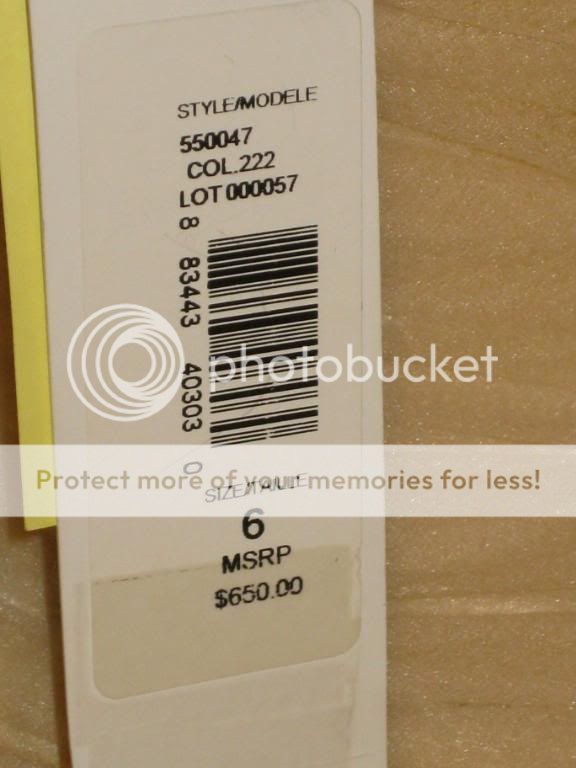 STYLE/MODELE
550047
COL.222
LOT 000057
8 83443 40303 0
photobucket
Protect more of your memories for less!
SIZE/TAILLE
6
MSRP
$650.00